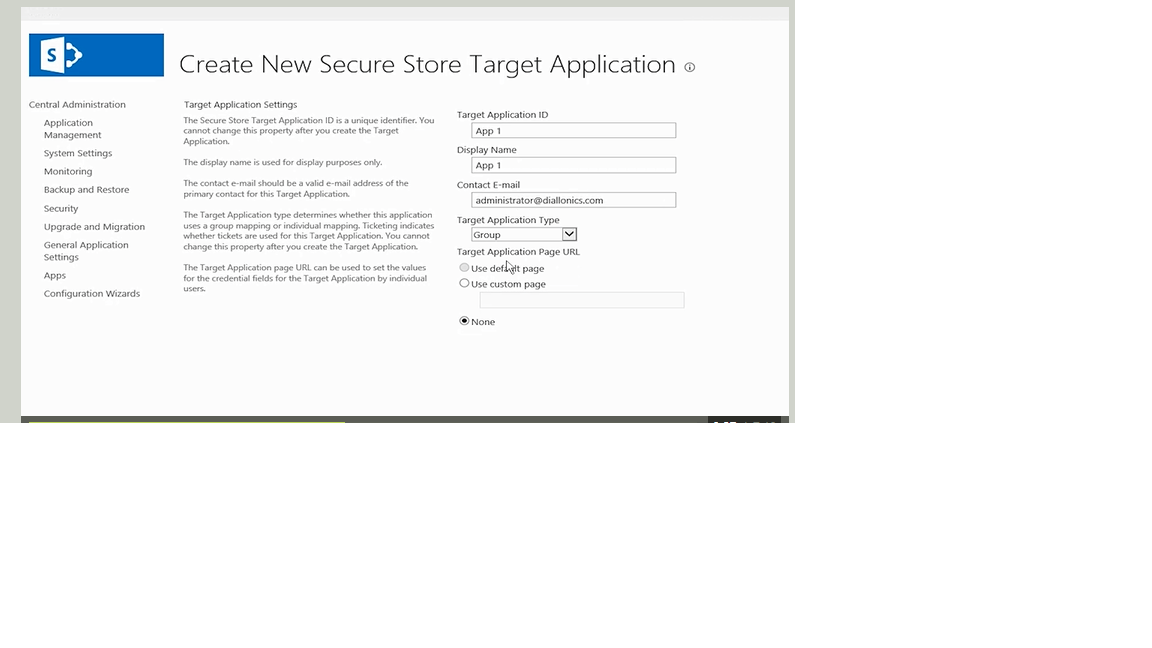 S
Create New Secure Store Target Application
Central Administration
Application
Management
System Settings
Monitoring
Backup and Restore
Security
Upgrade and Migration
General Application
Settings
Apps
Configuration Wizards
Target Application Settings
The Secure Store Target Application ID is a unique identifier. You
cannot change this property after you create the Target
Application.
The display name is used for display purposes only.
The contact e-mail should be a valid e-mail address of the
primary contact for this Target Application.
The Target Application type determines whether this application
uses a group mapping or individual mapping. Ticketing indicates
whether tickets are used for this Target Application. You cannot
change this property after you create the Target Application.
The Target Application page URL can be used to set the values
for the credential fields for the Target Application by individual
users.
Target Application ID
App 1
Display Name
App 1
Contact E-mail
administrator@diallonics.com
Target Application Type
Group
Target Application Page URL
Use default page
Use custom page
None